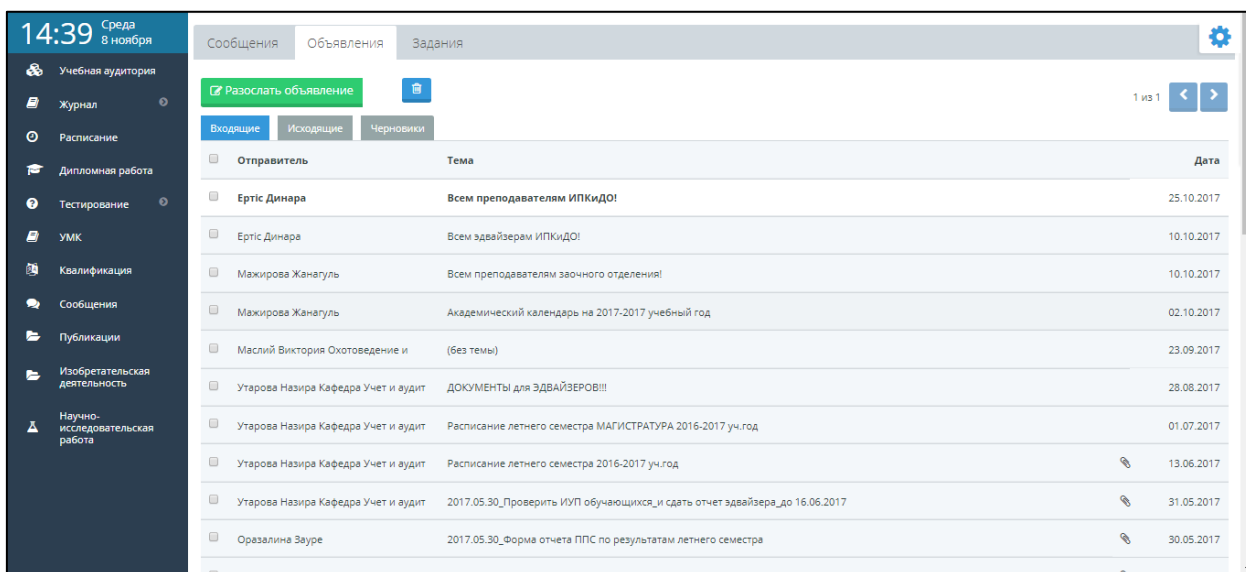 14:39 Среда
8 ноября
Учебная аудитория
Журнал
Расписание
Дипломная работа
Тестирование
УМК
Квалификация
Сообщения
Публикации
Изобретательская
деятельность
Научно-
исследовательская
работа
Сообщения Объявления Задания
Разослать объявление
1 из 1
Входящие Исходящие Черновики
Отправитель Тема Дата
Ертіс Динара Всем преподавателям ИПКиДО! 25.10.2017
Ертіс Динара Всем эдвайзерам ИПКиДО! 10.10.2017
Мажирова Жанагуль Всем преподавателям заочного отделения! 10.10.2017
Мажирова Жанагуль Академический календарь на 2017-2017 учебный год 02.10.2017
Маслий Виктория Охотоведение и (без темы) 23.09.2017
Утарова Назира Кафедра Учет и аудит ДОКУМЕНТЫ для ЭДВАЙЗЕРОВ!!! 28.08.2017
Утарова Назира Кафедра Учет и аудит Расписание летнего семестра МАГИСТРАТУРА 2016-2017 уч.год 01.07.2017
Утарова Назира Кафедра Учет и аудит Расписание летнего семестра 2016-2017 уч.год 13.06.2017
Утарова Назира Кафедра Учет и аудит 2017.05.30_Проверить ИУП обучающихся_и сдать отчет эдвайзера_до 16.06.2017 31.05.2017
Оразалина Зауре 2017.05.30_Форма отчета ППС по результатам летнего семестра 30.05.2017